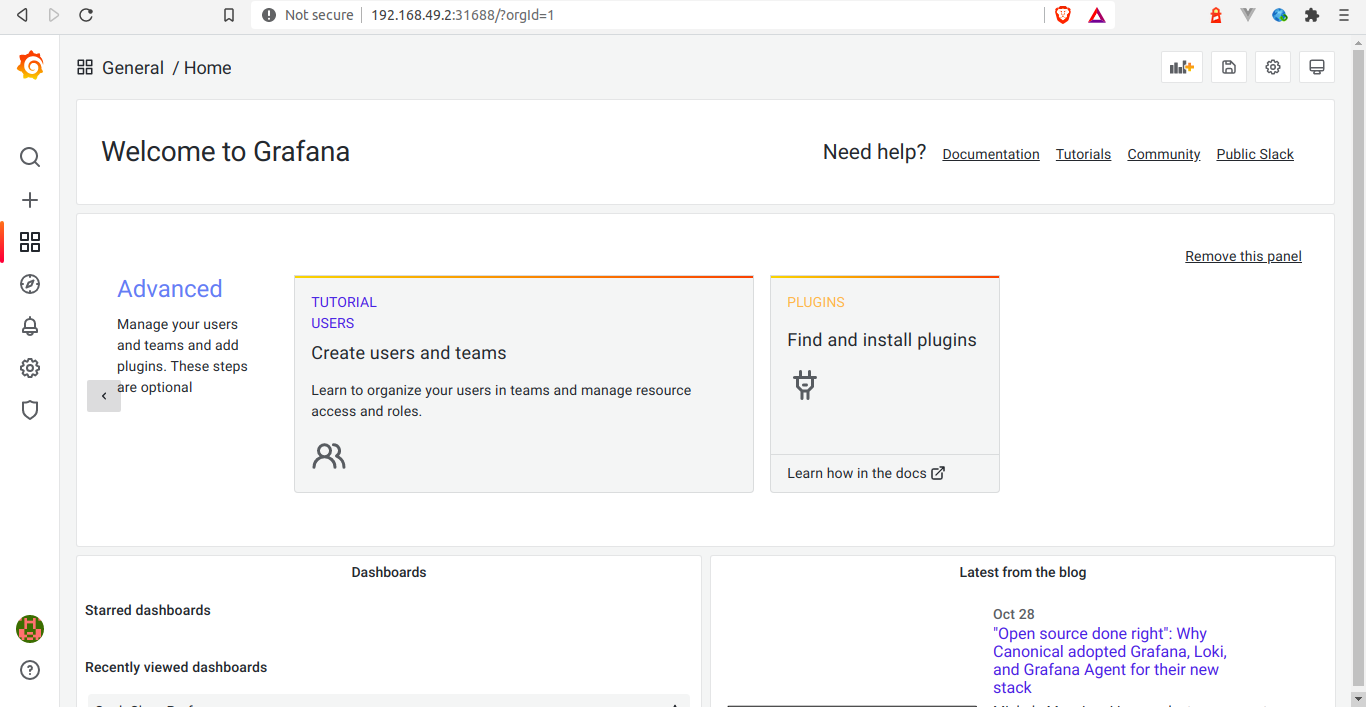 Not secure 192.168.49.2:31688/?orgId=1
General / Home
Welcome to Grafana
Need help? Documentation Tutorials Community Public Slack
Remove this panel
Advanced
Manage your users
and teams and add
plugins. These steps
are optional
TUTORIAL
USERS
Create users and teams
Learn to organize your users in teams and manage resource
access and roles.
PLUGINS
Find and install plugins
Learn how in the docs
Dashboards
Starred dashboards
Recently viewed dashboards
Latest from the blog
Oct 28
"Open source done right": Why
Canonical adopted Grafana, Loki,
and Grafana Agent for their new
stack